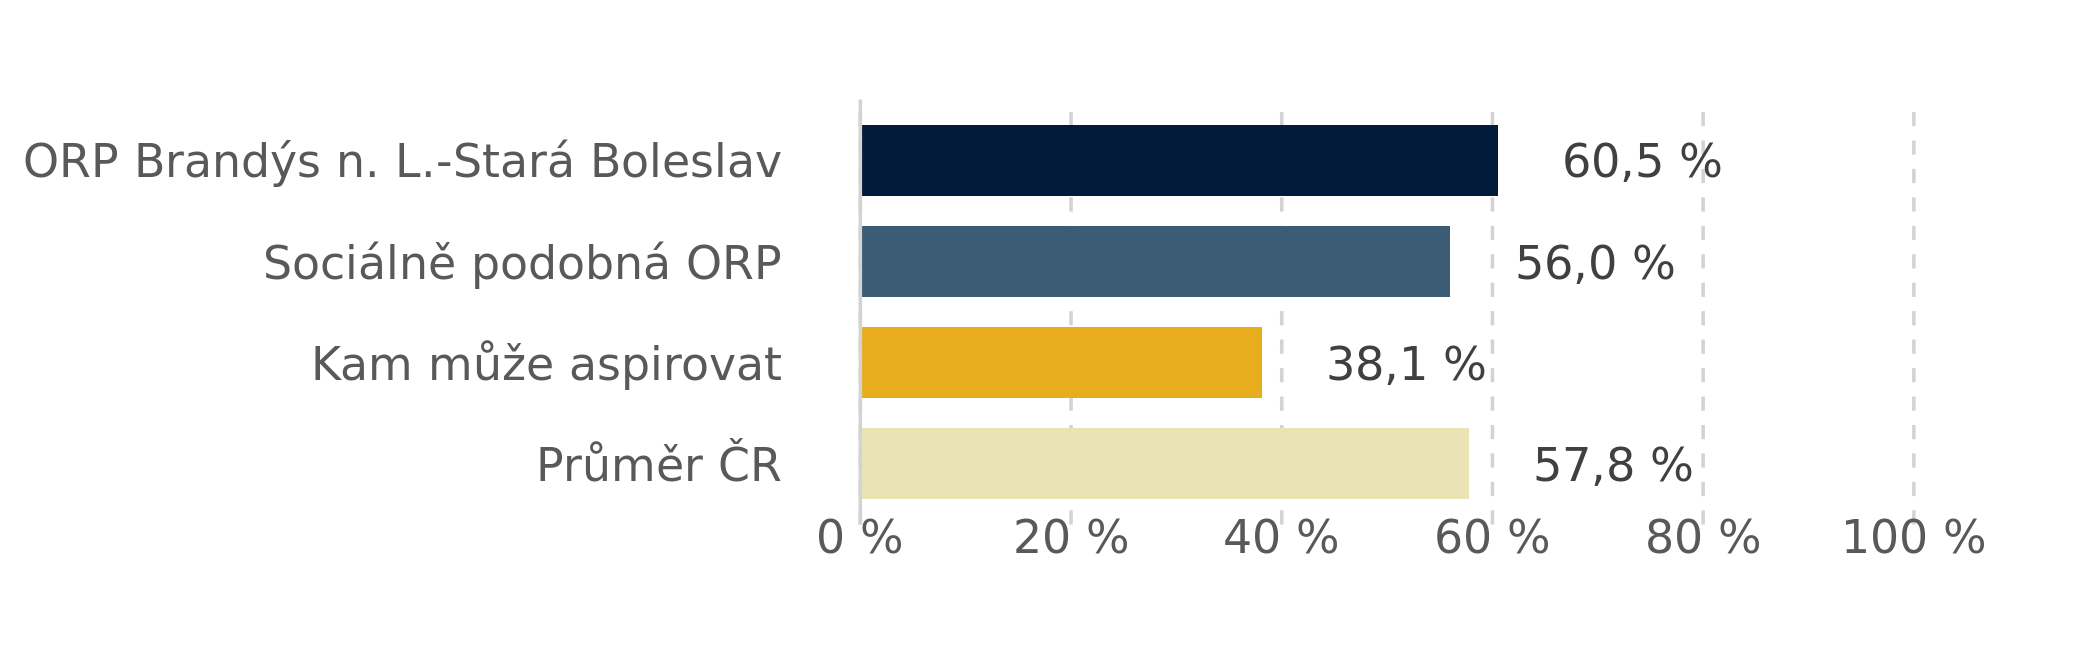 ORP Brandýs n. L.-Stará Boleslav 60,5 %
Sociálně podobná ORP 56,0 %
Kam může aspirovat 38,1 %
Průměr ČR 57,8 %
0 % 20 % 40 % 60 % 80 % 100 %